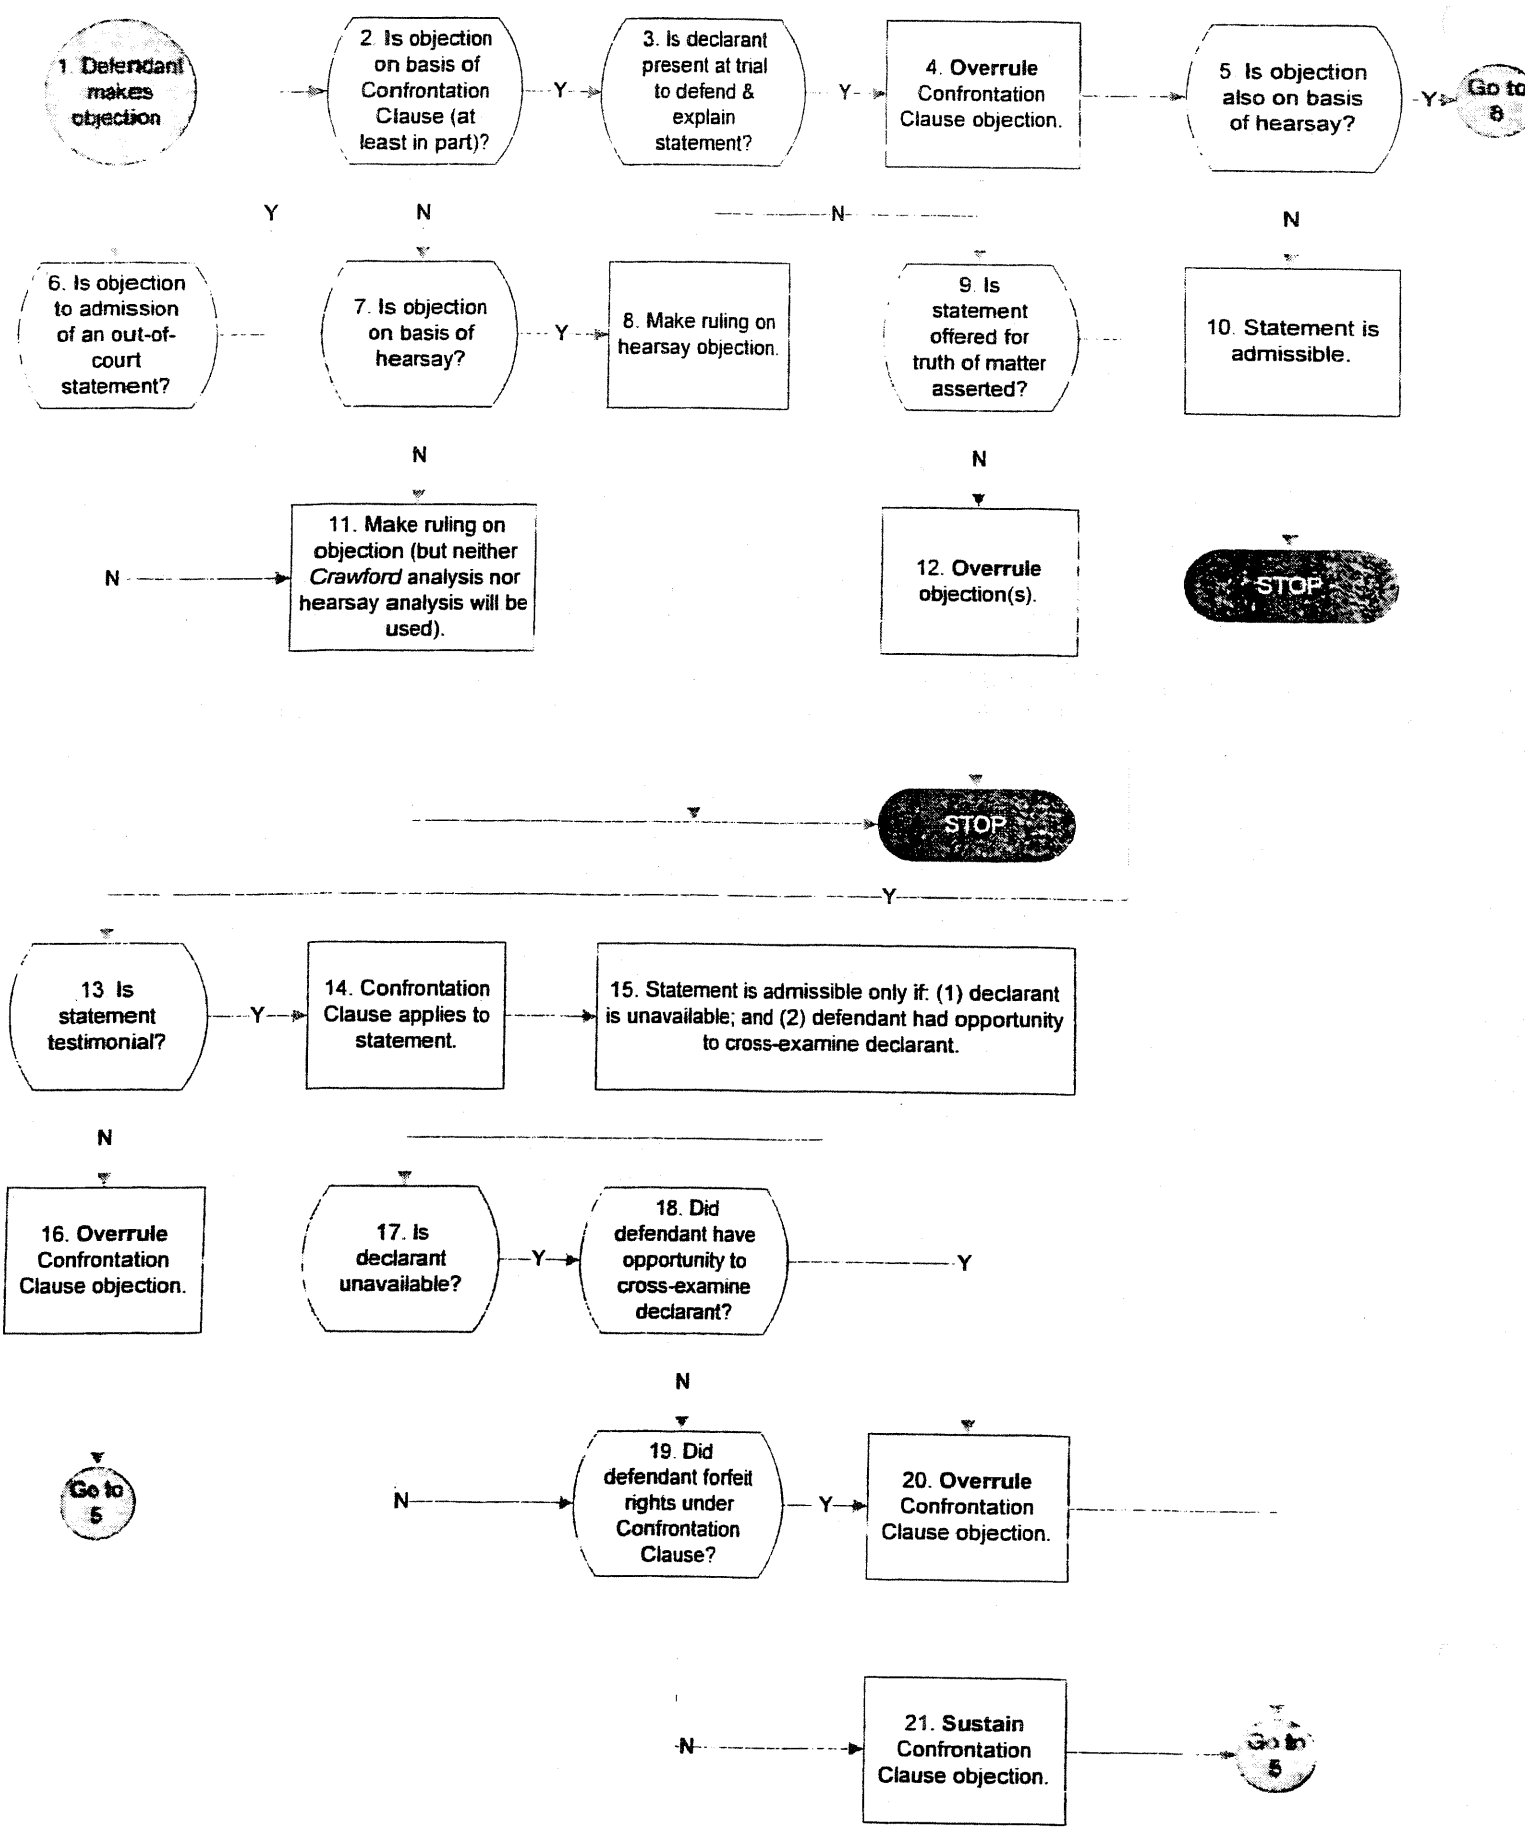 1. Defendant
makes
objection
2. Is objection
on basis of
Confrontation
Clause (at
least in part)?
Y
3. Is declarant
present at trial
to defend &
explain
statement?
Y
4. Overrule
Confrontation
Clause objection.
5. Is objection
also on basis
of hearsay?
Y
Go to
8
Y
N
N
N
6. Is objection
to admission
of an out-of-
court
statement?
7. Is objection
on basis of
hearsay?
Y
8. Make ruling on
hearsay objection.
9. Is
statement
offered for
truth of matter
asserted?
10. Statement is
admissible.
N
N
N
11. Make ruling on
objection (but neither
Crawford analysis nor
hearsay analysis will be
used).
12. Overrule
objection(s).
STOP
STOP
Y
13. Is
statement
testimonial?
Y
14. Confrontation
Clause applies to
statement.
15. Statement is admissible only if: (1) declarant
is unavailable; and (2) defendant had opportunity
to cross-examine declarant.
N
16. Overrule
Confrontation
Clause objection.
17. Is
declarant
unavailable?
Y
18. Did
defendant have
opportunity to
cross-examine
declarant?
Y
N
Go to
5
N
19. Did
defendant forfeit
rights under
Confrontation
Clause?
Y
20. Overrule
Confrontation
Clause objection.
N
21. Sustain
Confrontation
Clause objection.
Go to
5